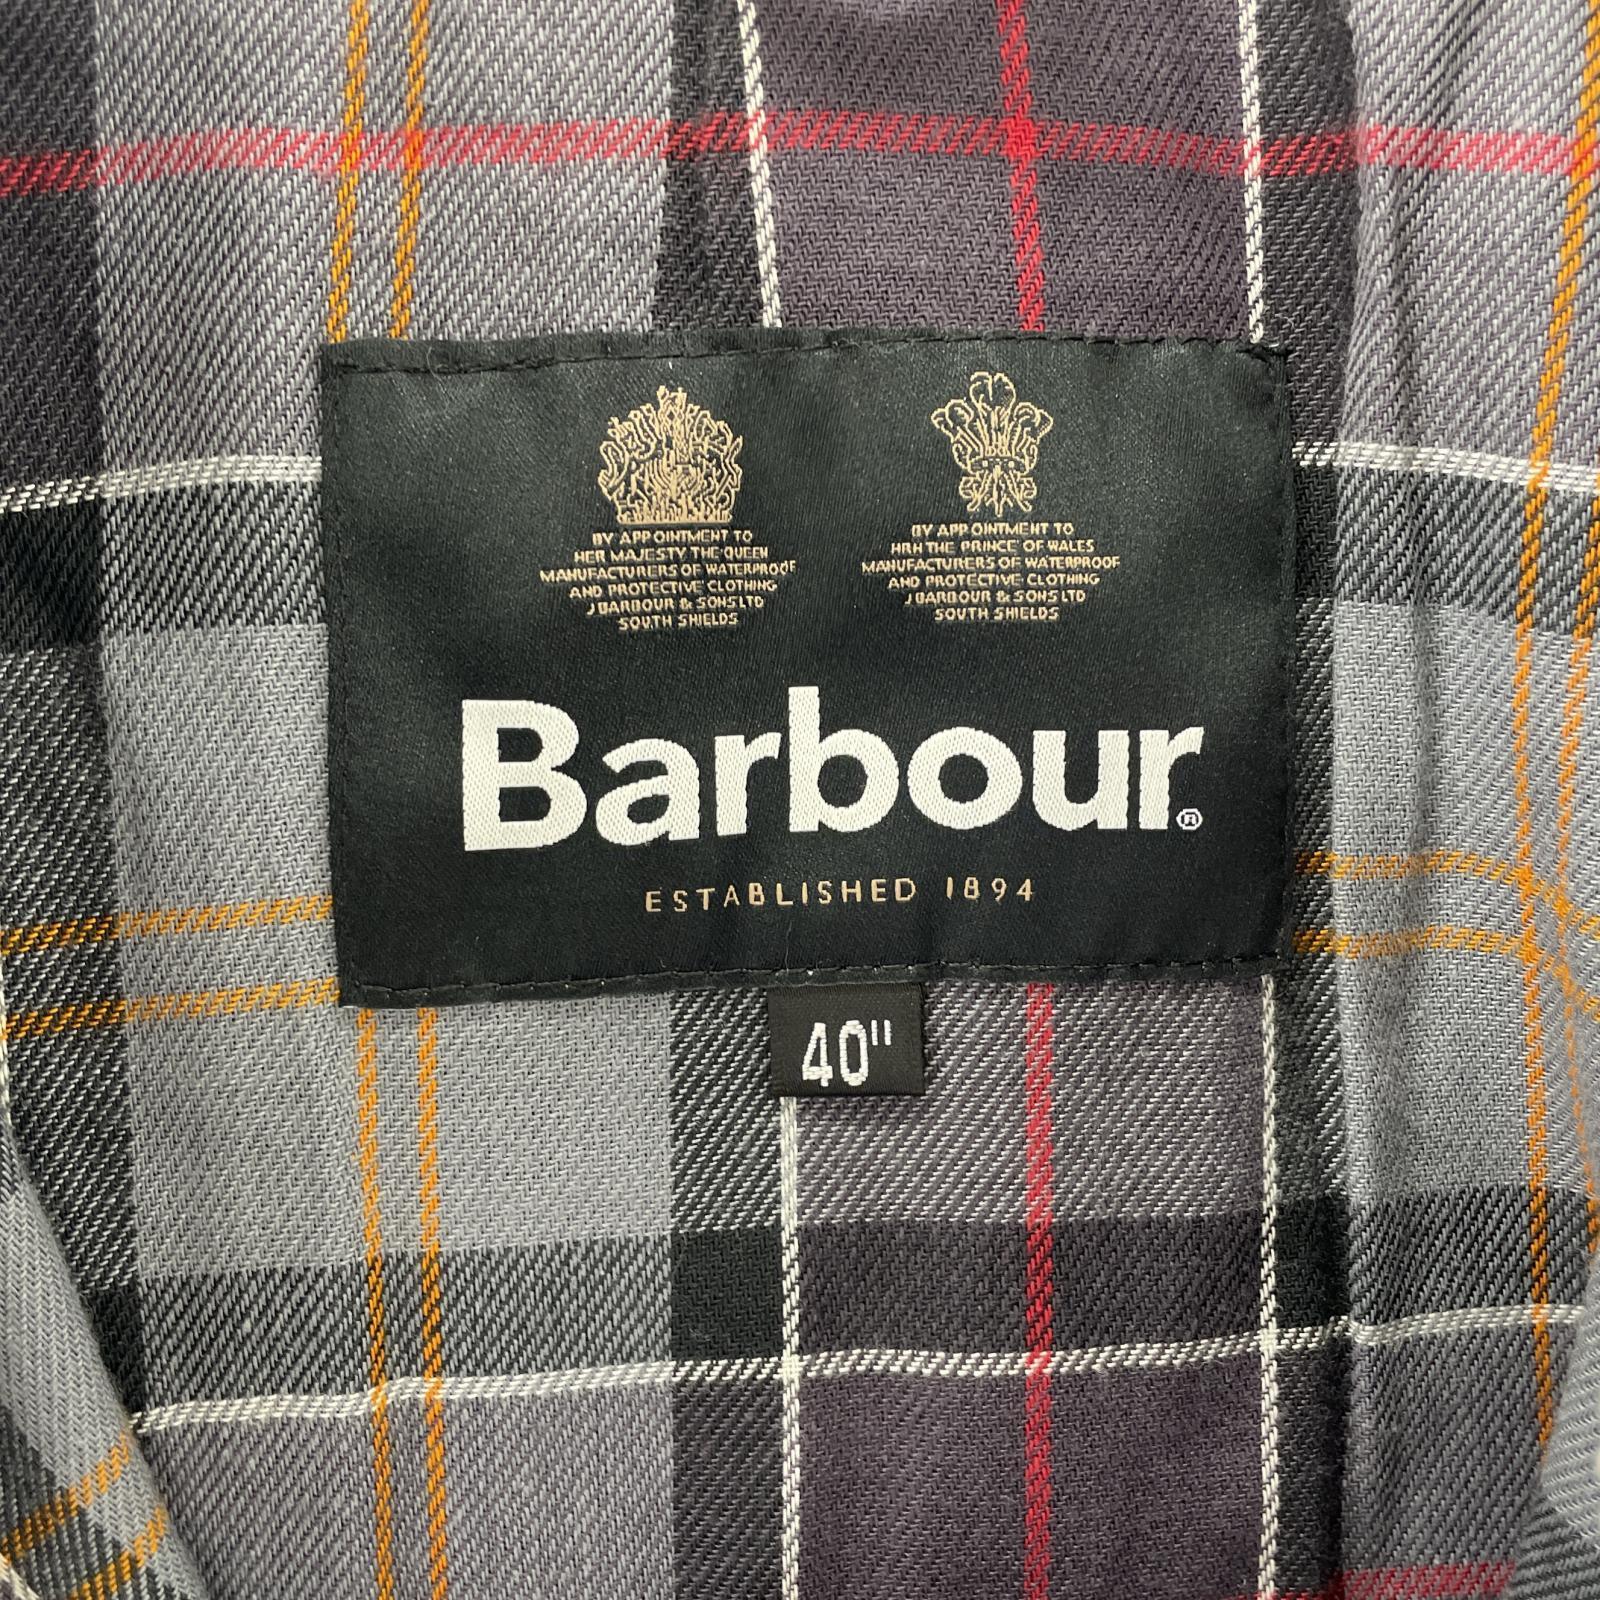 BY APPOINTMENT TO
HER MAJESTY THE QUEEN
MANUFACTURERS OF WATERPROOF
AND PROTECTIVE CLOTHING
J BARBOUR & SONS LTD
SOUTH SHIELDS
BY APPOINTMENT TO
HRH THE PRINCE OF WALES
MANUFACTURERS OF WATERPROOF
AND PROTECTIVE CLOTHING
J BARBOUR & SONS LTD
SOUTH SHIELDS
Barbour®
ESTABLISHED 1894
40"